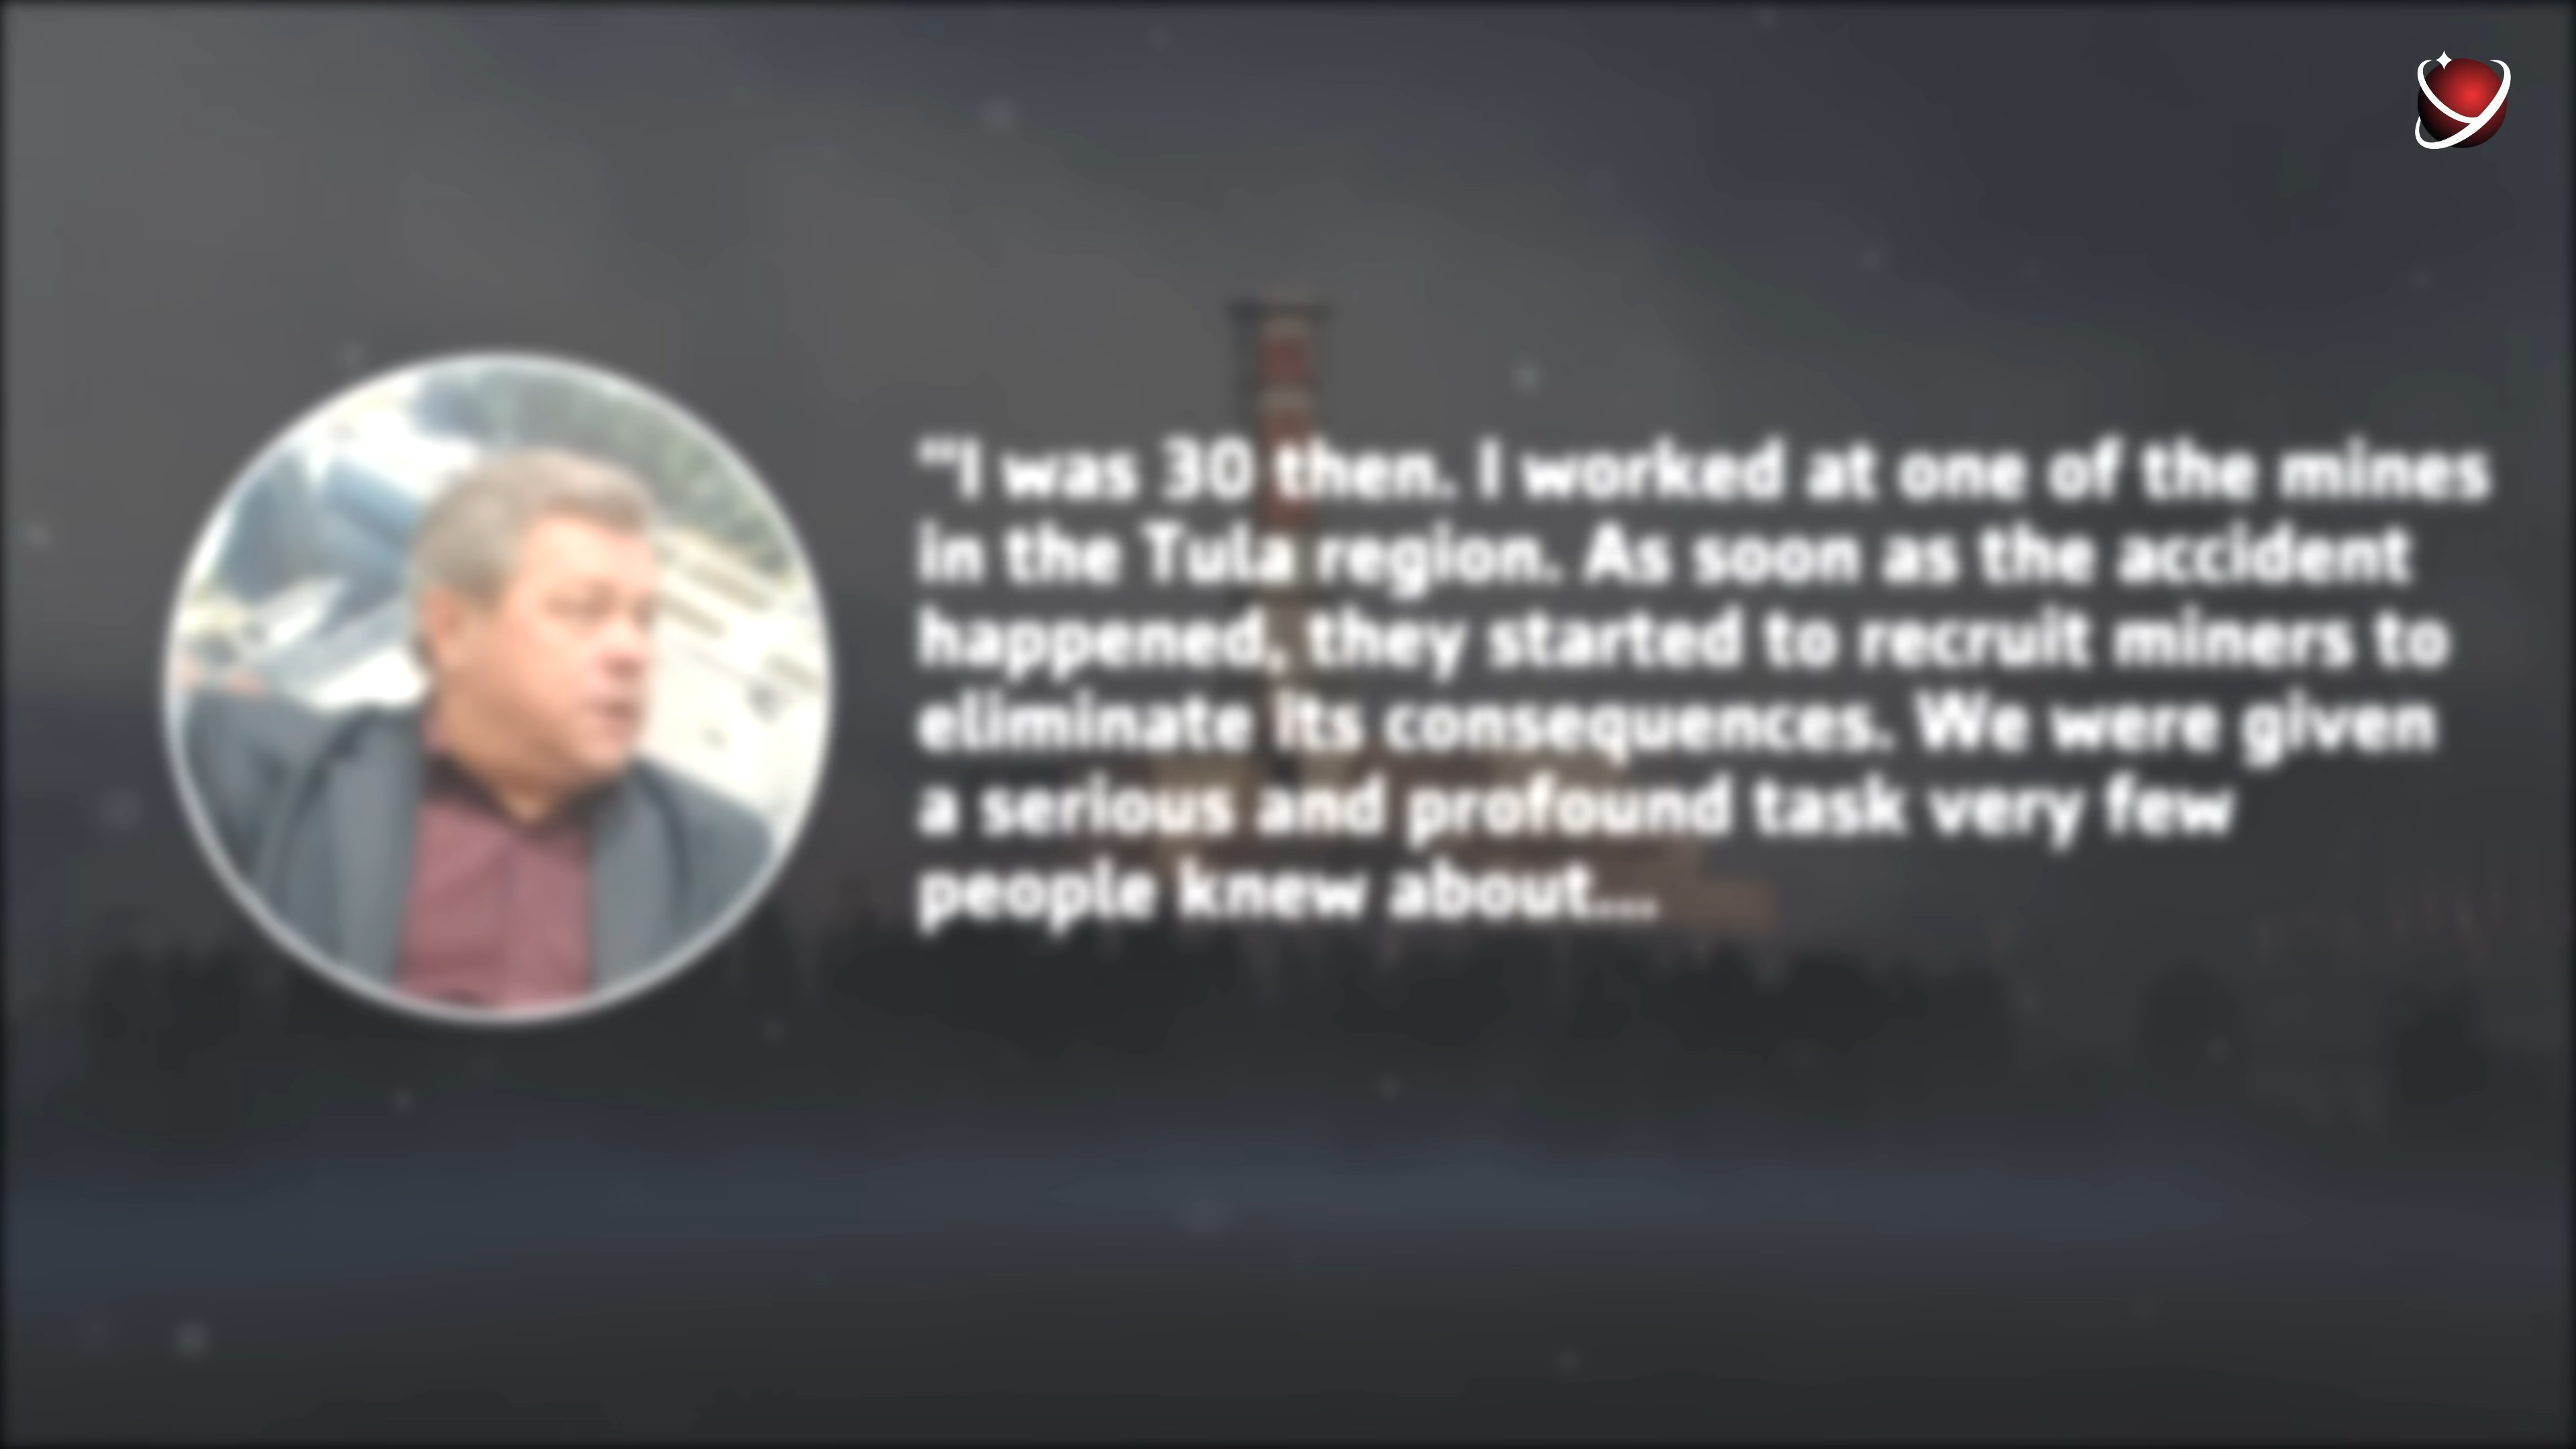 "I was 30 then. I worked at one of the mines
in the Tula region. As soon as the accident
happened, they started to recruit miners to
eliminate its consequences. We were given
a serious and profound task very few
people knew about...